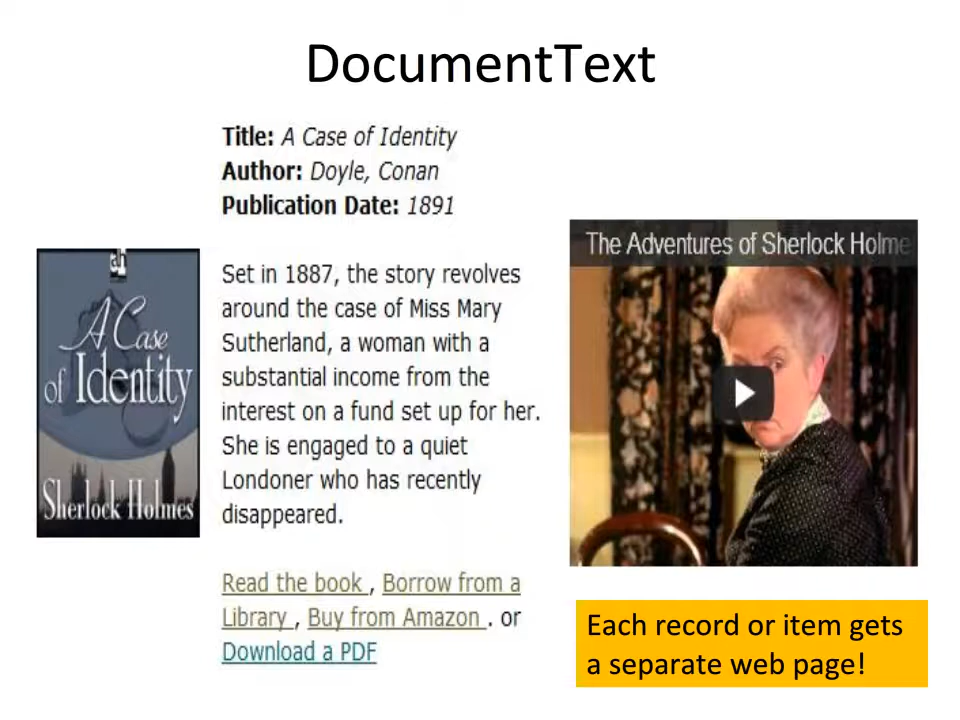 DocumentText
Title: A Case of Identity
Author: Doyle, Conan
Publication Date: 1891
Set in 1887, the story revolves
around the case of Miss Mary
Sutherland, a woman with a
substantial income from the
interest on a fund set up for her.
She is engaged to a quiet
Londoner who has recently
disappeared.
Read the book , Borrow from a
Library , Buy from Amazon . or
Download a PDF
ah
A Case
of Identity
Sherlock Holmes
The Adventures of Sherlock Holme
Each record or item gets
a separate web page!